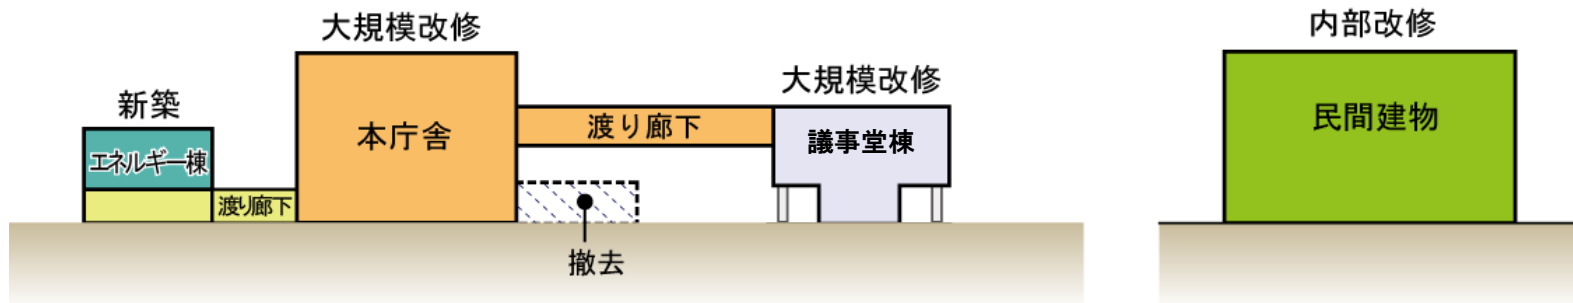 大規模改修
内部改修
大規模改修
新築
民間建物
本庁舎
渡り廊下
議事堂棟
エネルギー棟
渡り廊下
撤去